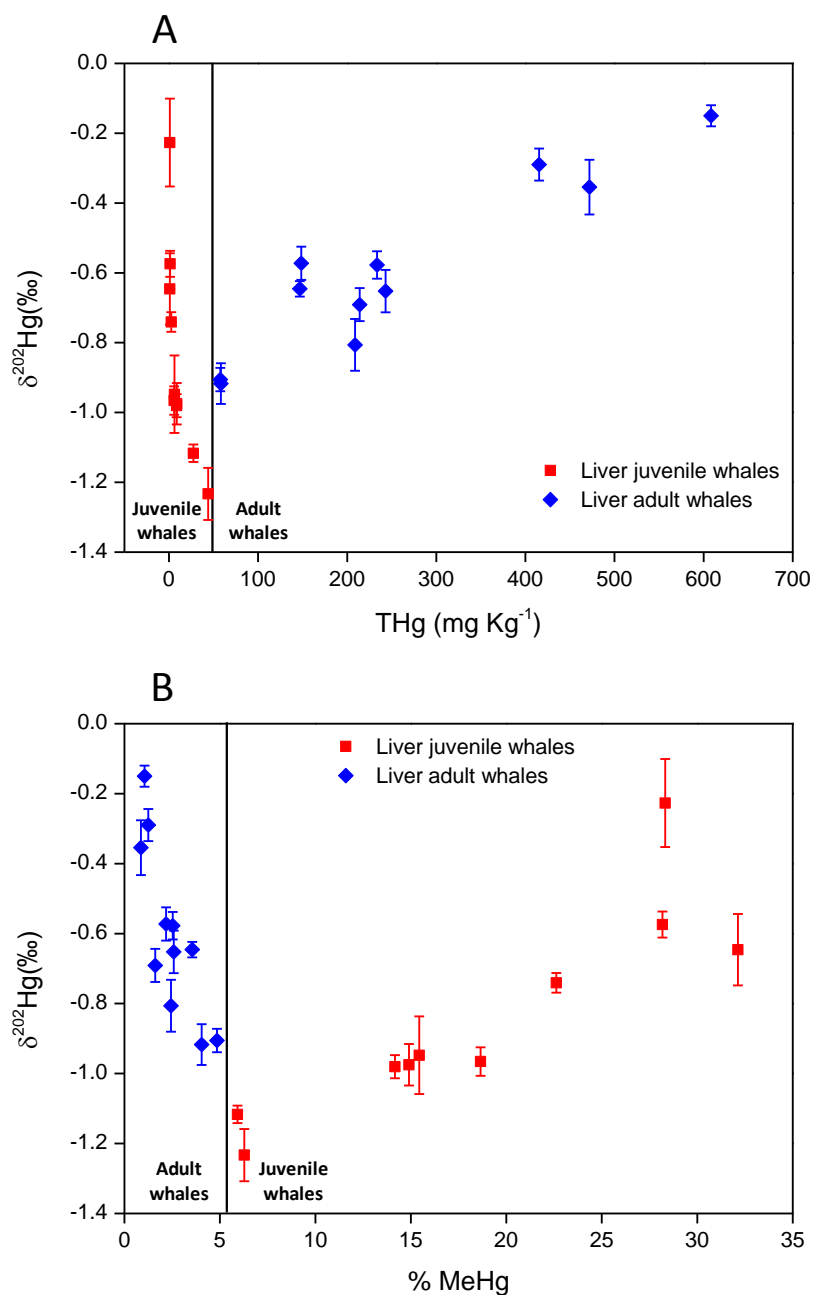 A
0.0
-0.2
-0.4
-0.6
-0.8
-1.0
-1.2
-1.4
δ²⁰²Hg(‰)
Liver juvenile whales
Liver adult whales
Juvenile whales
Adult whales
0 100 200 300 400 500 600 700
THg (mg Kg⁻¹)
B
0.0
-0.2
-0.4
-0.6
-0.8
-1.0
-1.2
-1.4
δ²⁰²Hg(‰)
Liver juvenile whales
Liver adult whales
Adult whales
Juvenile whales
0 5 10 15 20 25 30 35
% MeHg